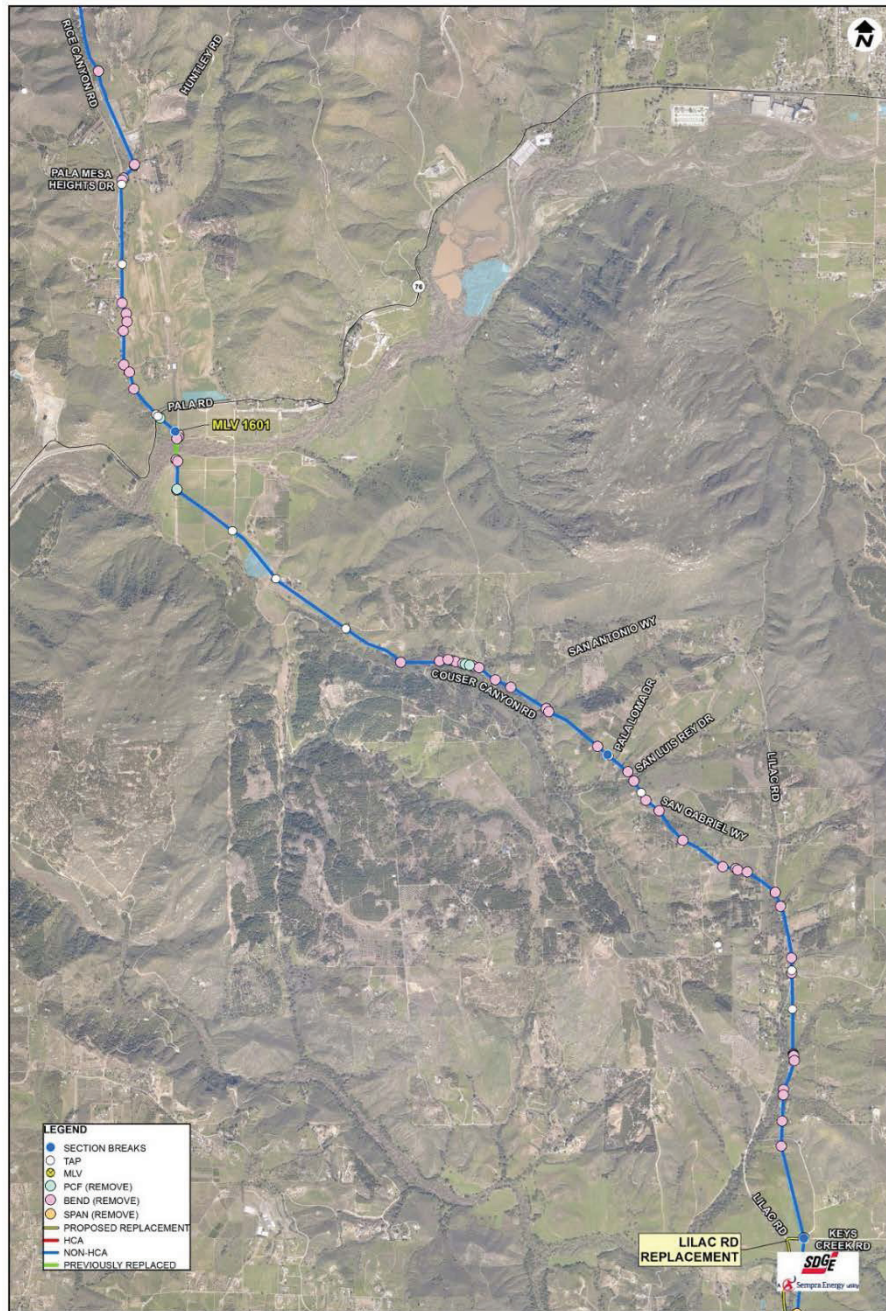 N
RICE CANYON RD
HUNTLEY RD
PALA MESA
HEIGHTS DR
76
PALA RD
MLV 1601
SAN ANTONIO WY
COUSER CANYON RD
PALA LOMA DR
SAN LUIS REY DR
LILAC RD
SAN GABRIEL WY
LEGEND
SECTION BREAKS
TAP
MLV
PCF (REMOVE)
BEND (REMOVE)
SPAN (REMOVE)
PROPOSED REPLACEMENT
HCA
NON-HCA
PREVIOUSLY REPLACED
LILAC RD
KEYS
CREEK RD
LILAC RD
REPLACEMENT
SDGE
A Sempra Energy utility